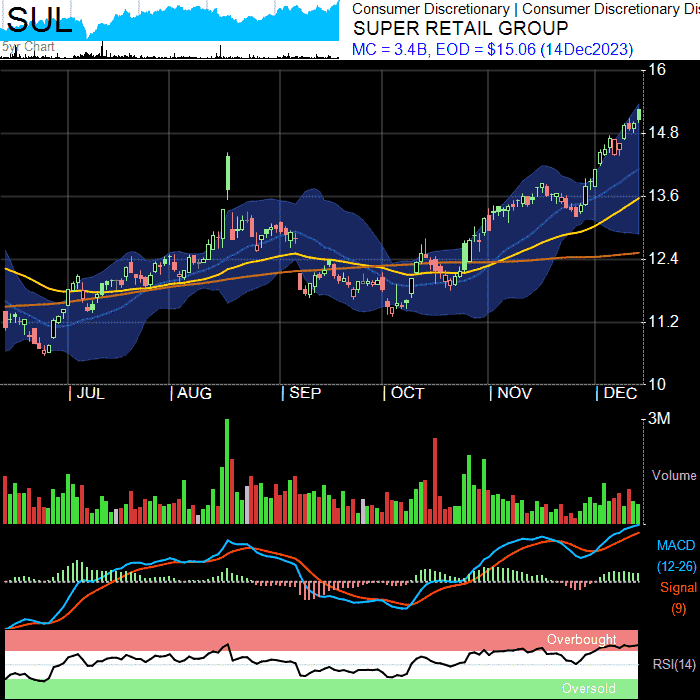 SUL
5yr Chart
Consumer Discretionary | Consumer Discretionary Dis
SUPER RETAIL GROUP
MC = 3.4B, EOD = $15.06 (14Dec2023)
16
14.8
13.6
12.4
11.2
10
| JUL | AUG | SEP | OCT | NOV | DEC
3M
Volume
MACD
(12-26)
Signal
(9)
Overbought
RSI(14)
Oversold